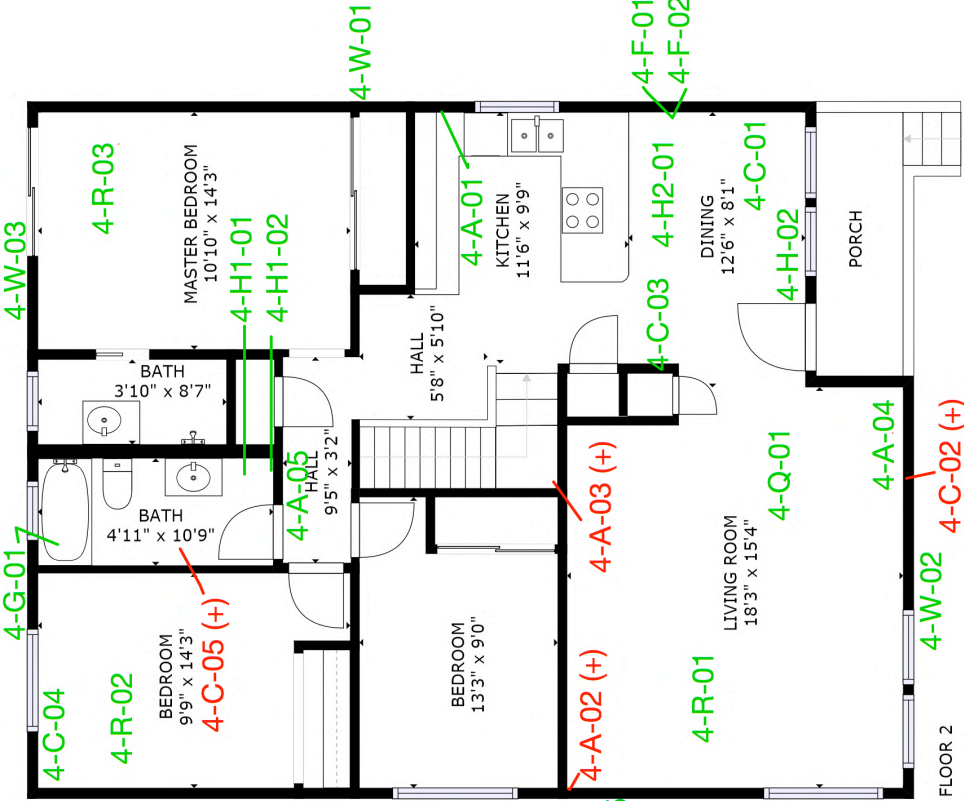 4-W-01
4-F-01
4-F-02
4-R-03
MASTER BEDROOM
10'10" x 14'3"
4-W-03
4-H1-01
4-H1-02
4-A-01
KITCHEN
11'6" x 9'9"
4-H2-01
DINING
12'6" x 8'1"
4-C-01
4-H-02
PORCH
4-C-03
HALL
5'8" x 5'10"
BATH
3'10" x 8'7"
HALL
9'5" x 3'2"
4-A-05
BATH
4'11" x 10'9"
4-G-01
4-A-03 (+)
4-Q-01
4-A-04
4-C-02 (+)
LIVING ROOM
18'3" x 15'4"
4-W-02
BEDROOM
9'9" x 14'3"
4-C-05 (+)
4-R-02
4-C-04
BEDROOM
13'3" x 9'0"
4-A-02 (+)
4-R-01
FLOOR 2